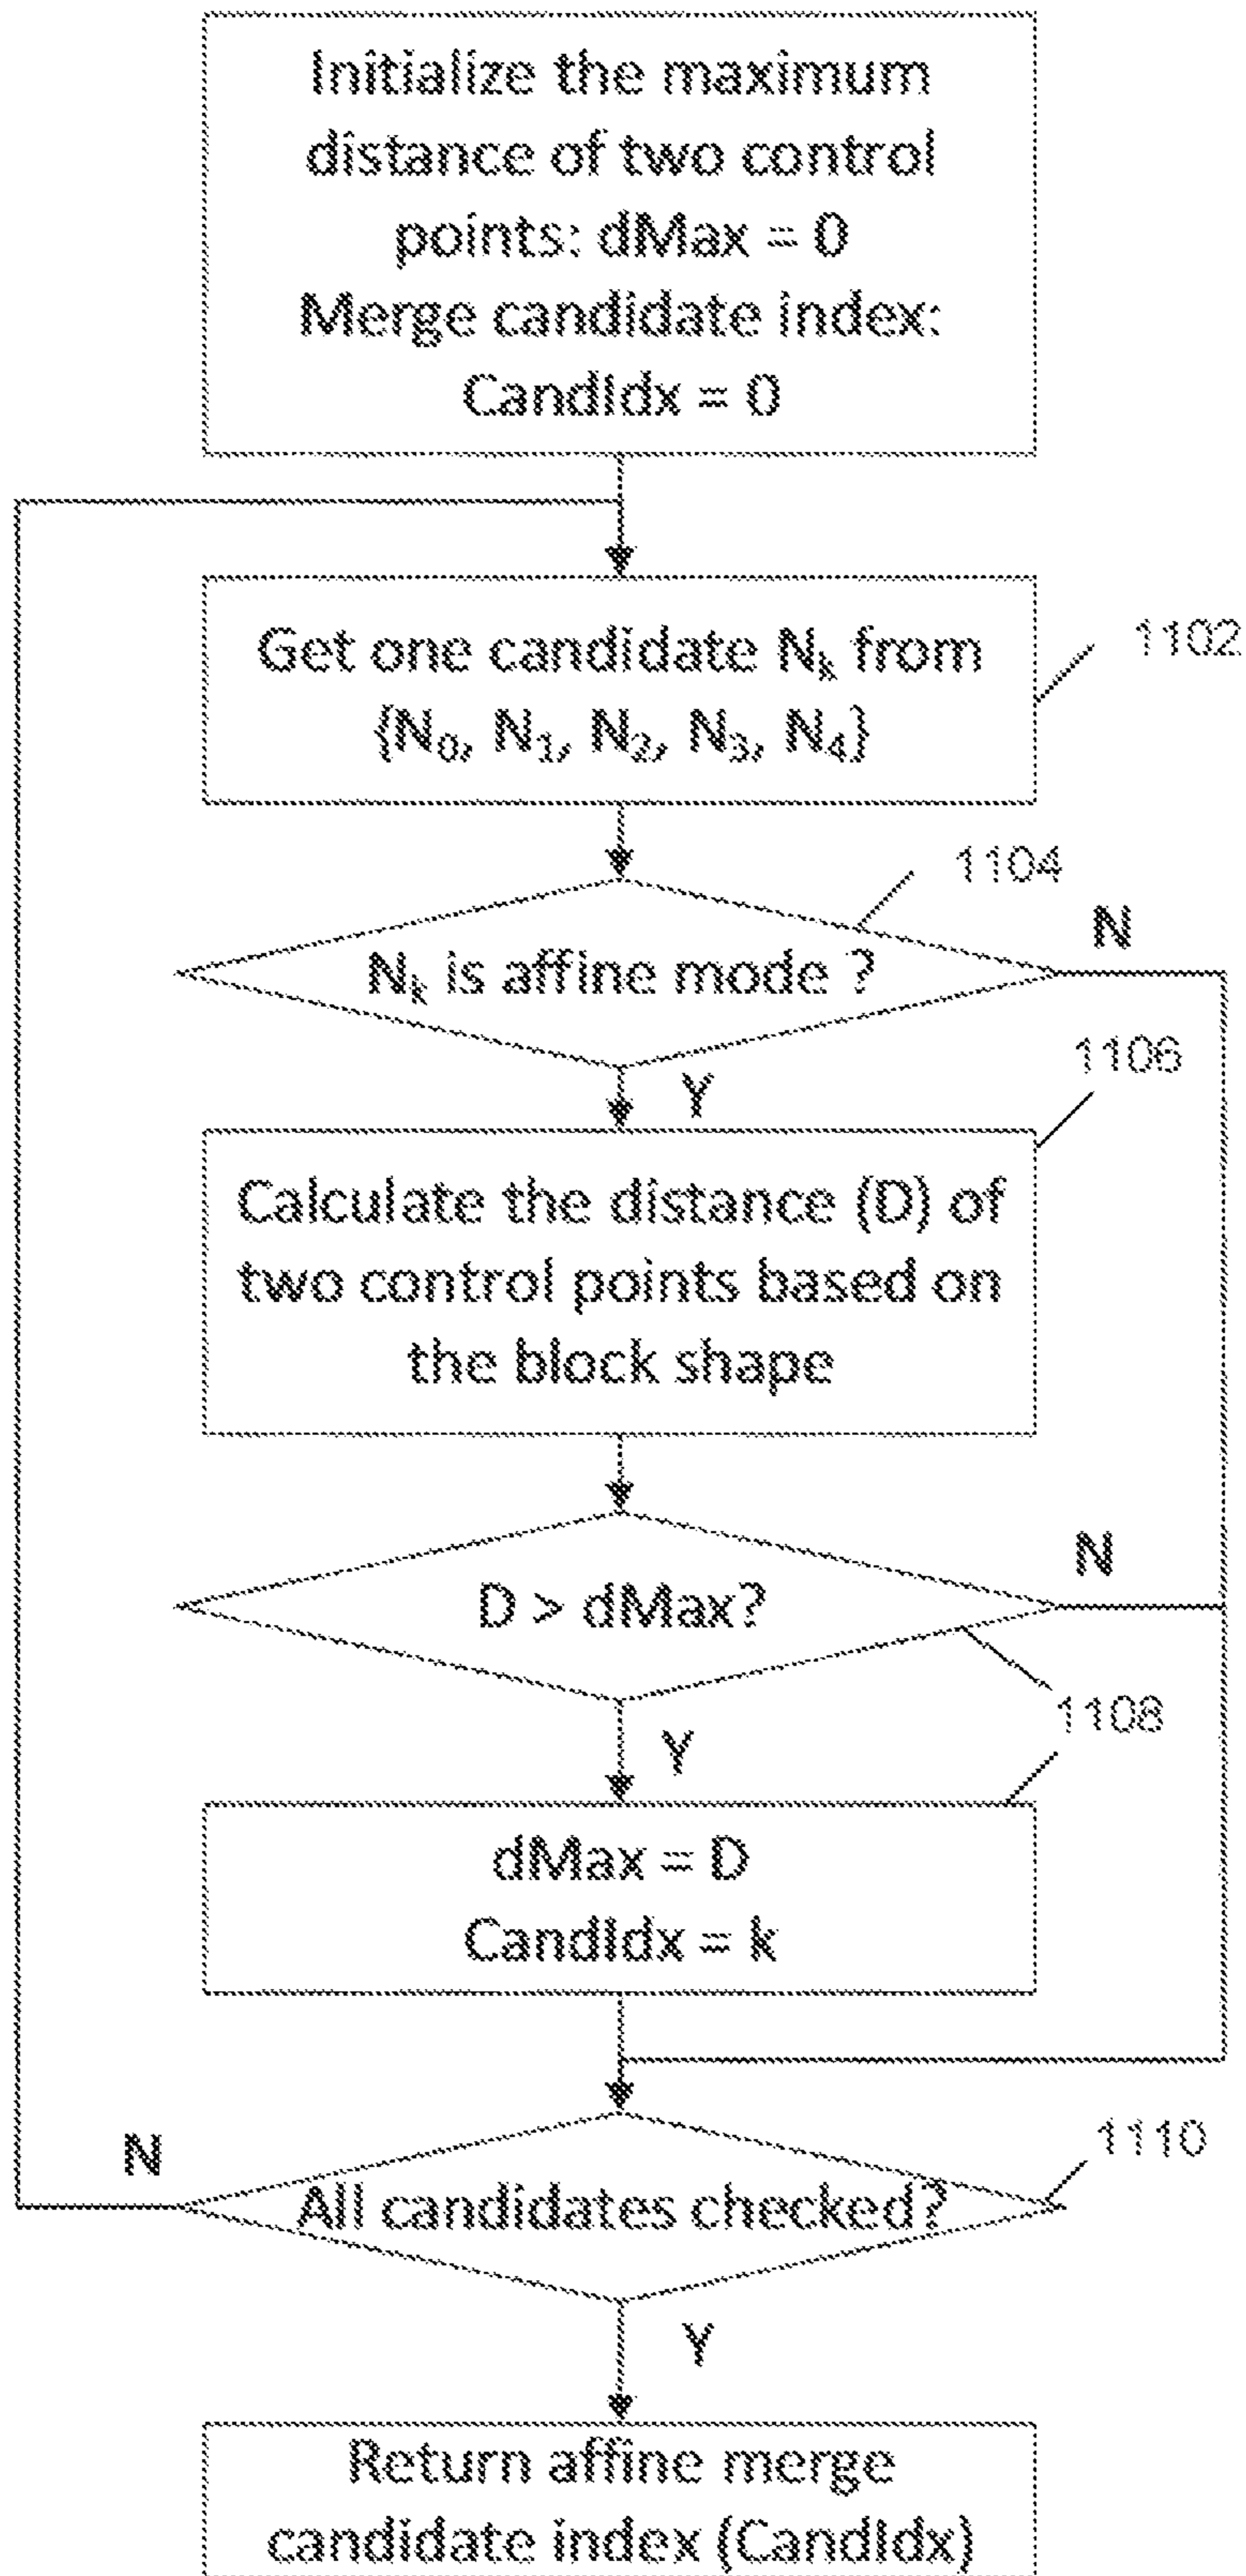 Initialize the maximum
distance of two control
points: dMax = 0
Merge candidate index:
CandIdx = 0
Get one candidate Nk from
{N0, N1, N2, N3, N4}
1102
1104
N
Nk is affine mode ?
1106
Y
Calculate the distance (D) of
two control points based on
the block shape
N
D > dMax?
1108
Y
dMax = D
CandIdx = k
1110
N
All candidates checked?
Y
Return affine merge
candidate index (CandIdx)